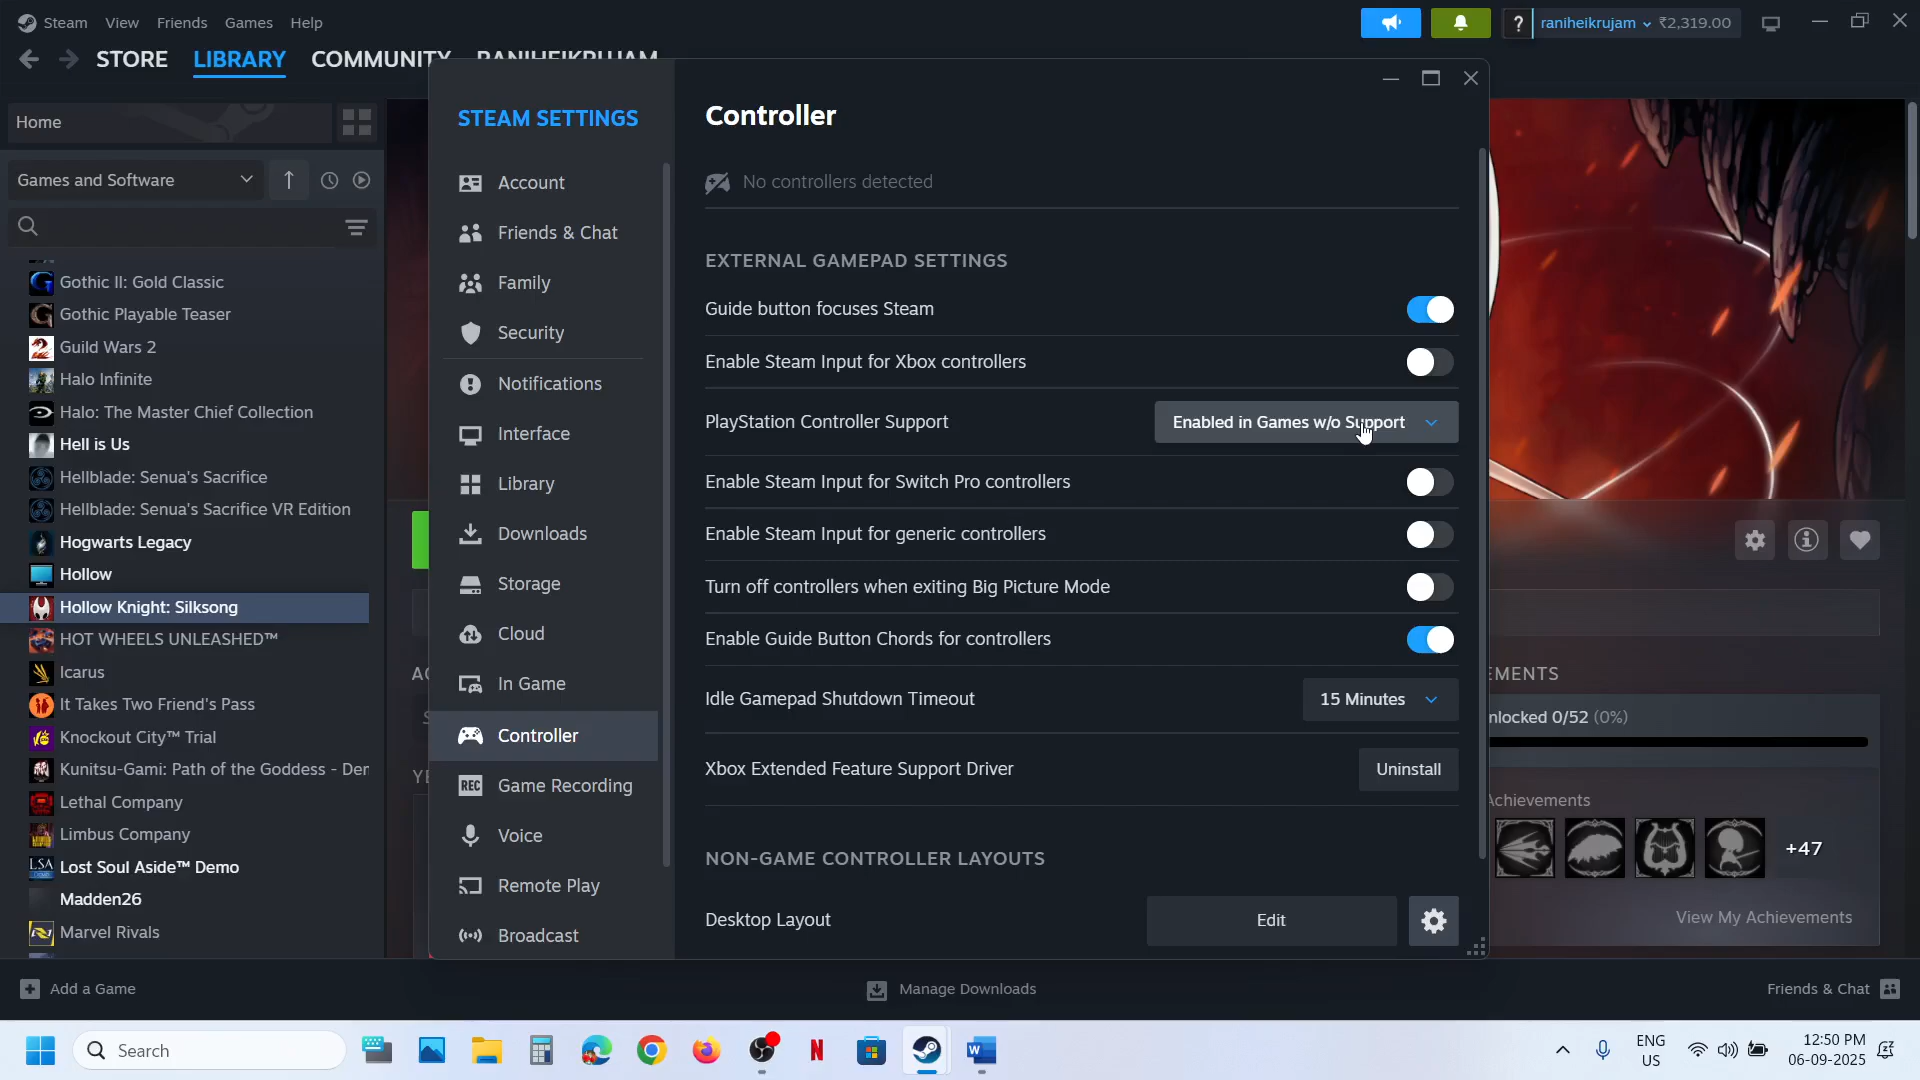 Steam View Friends Games Help
raniheikrujam ₹2,319.00
STORE LIBRARY COMMUNITY RANIHEIKRUJAM
Home
Games and Software
Gothic II: Gold Classic
Gothic Playable Teaser
Guild Wars 2
Halo Infinite
Halo: The Master Chief Collection
Hell is Us
Hellblade: Senua's Sacrifice
Hellblade: Senua's Sacrifice VR Edition
Hogwarts Legacy
Hollow
Hollow Knight: Silksong
HOT WHEELS UNLEASHED™
Icarus
It Takes Two Friend's Pass
Knockout City™ Trial
Kunitsu-Gami: Path of the Goddess - Der
Lethal Company
Limbus Company
LSA Lost Soul Aside™ Demo
Madden26
Marvel Rivals
STEAM SETTINGS
Account
Friends & Chat
Family
Security
Notifications
Interface
Library
Downloads
Storage
Cloud
In Game
Controller
REC Game Recording
Voice
Remote Play
Broadcast
Controller
No controllers detected
EXTERNAL GAMEPAD SETTINGS
Guide button focuses Steam
Enable Steam Input for Xbox controllers
PlayStation Controller Support Enabled in Games w/o Support
Enable Steam Input for Switch Pro controllers
Enable Steam Input for generic controllers
Turn off controllers when exiting Big Picture Mode
Enable Guide Button Chords for controllers
Idle Gamepad Shutdown Timeout 15 Minutes
Xbox Extended Feature Support Driver Uninstall
NON-GAME CONTROLLER LAYOUTS
Desktop Layout Edit
EMENTS
nlocked 0/52 (0%)
Achievements
+47
View My Achievements
Add a Game
Manage Downloads
Friends & Chat
Search
ENG
US
12:50 PM
06-09-2025